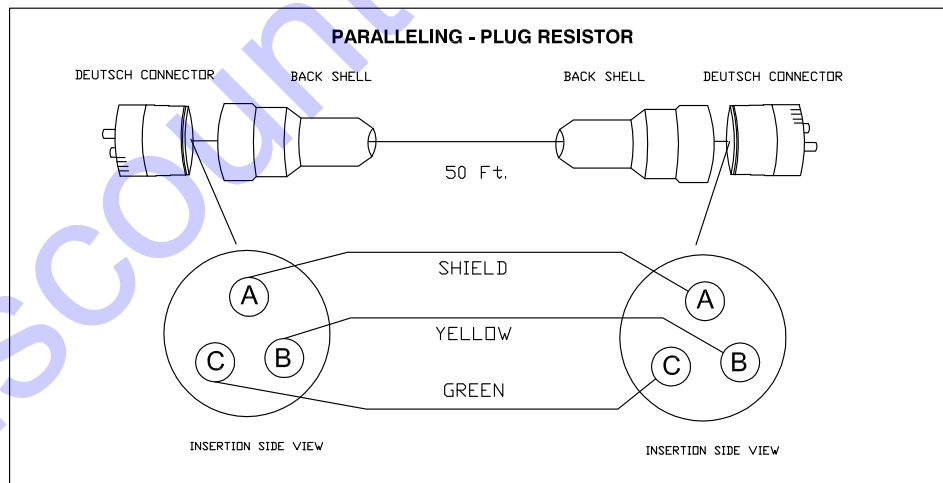 PARALLELING - PLUG RESISTOR
DEUTSCH CONNECTOR
BACK SHELL
BACK SHELL
DEUTSCH CONNECTOR
50 Ft.
SHIELD
A
A
YELLOW
C
B
C
B
GREEN
INSERTION SIDE VIEW
INSERTION SIDE VIEW
scount